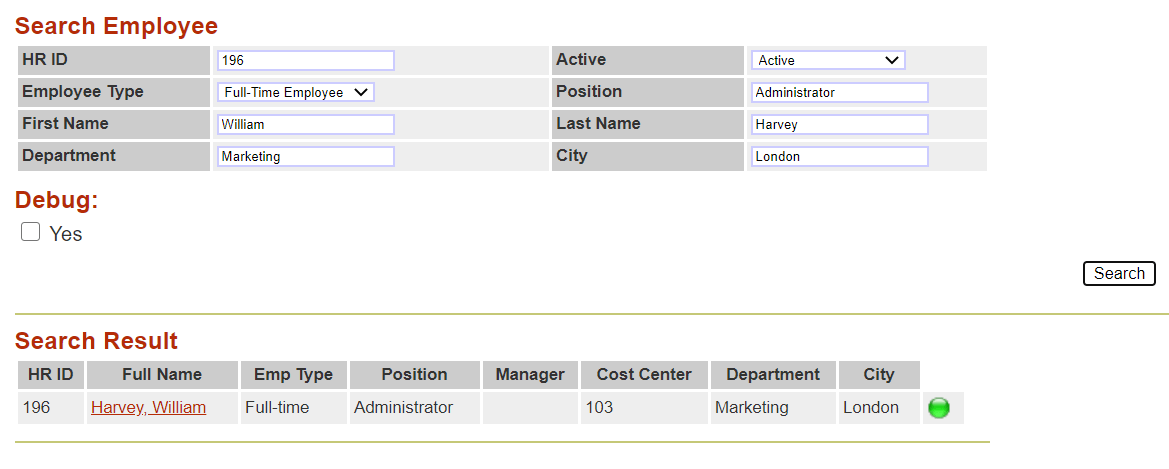 Search Employee
HR ID 196 Active Active
Employee Type Full-Time Employee Position Administrator
First Name William Last Name Harvey
Department Marketing City London
Debug:
Yes
Search
Search Result
HR ID Full Name Emp Type Position Manager Cost Center Department City
196 Harvey, William Full-time Administrator 103 Marketing London